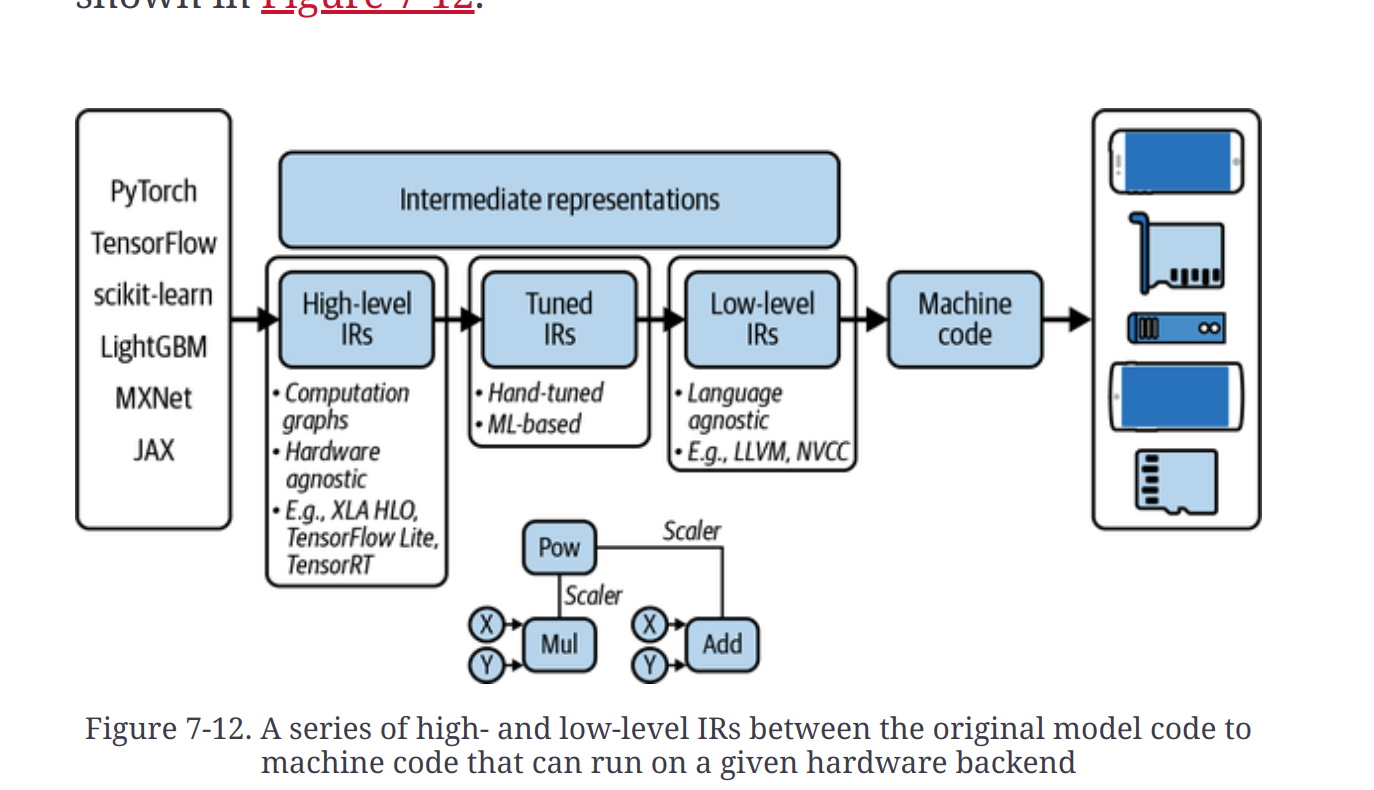 shown in Figure 7-12.
PyTorch
TensorFlow
scikit-learn
LightGBM
MXNet
JAX
Intermediate representations
High-level
IRs
• Computation
graphs
• Hardware
agnostic
• E.g., XLA HLO,
TensorFlow Lite,
TensorRT
Tuned
IRs
• Hand-tuned
• ML-based
Low-level
IRs
• Language
agnostic
• E.g., LLVM, NVCC
Machine
code
Pow
Scaler
Scaler
X
Y
Mul
X
Y
Add
Figure 7-12. A series of high- and low-level IRs between the original model code to
machine code that can run on a given hardware backend